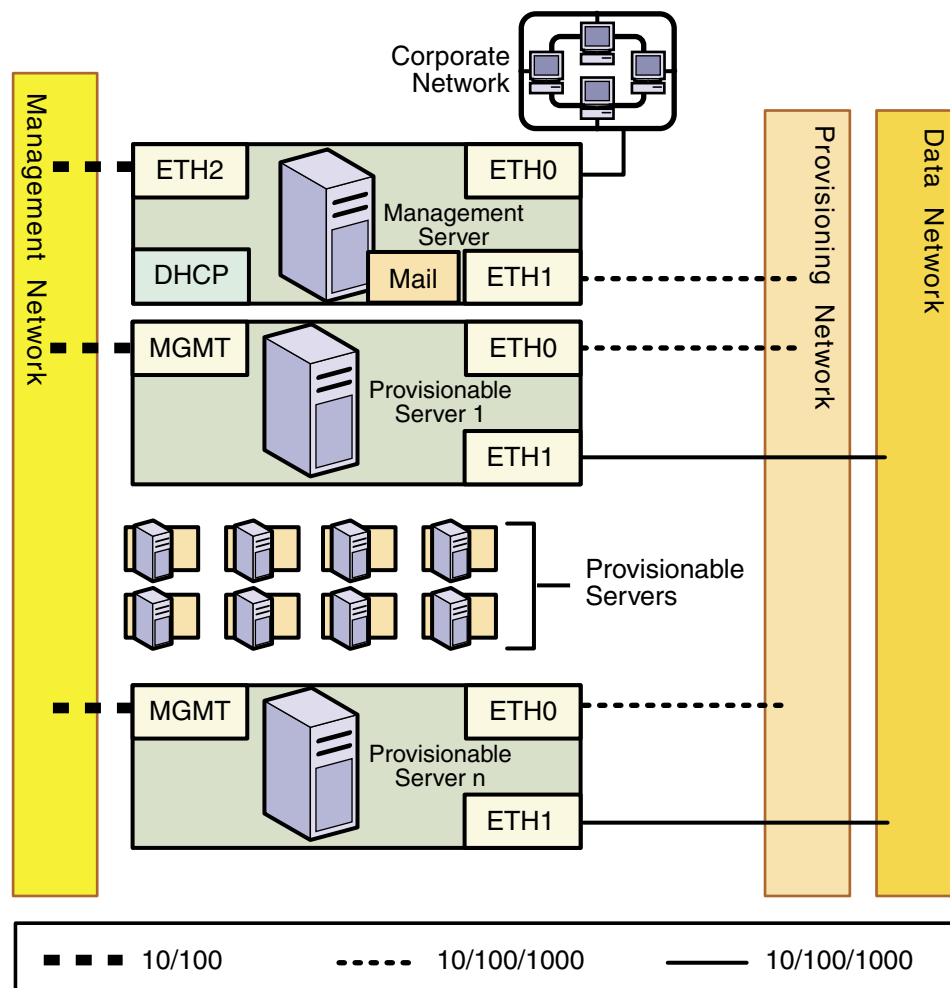 Corporate
Network
Management Network
Provisioning Network
Data Network
ETH2
ETH0
Management
Server
DHCP
Mail
ETH1
MGMT
ETH0
Provisionable
Server 1
ETH1
Provisionable
Servers
MGMT
ETH0
Provisionable
Server n
ETH1
10/100
10/100/1000
10/100/1000